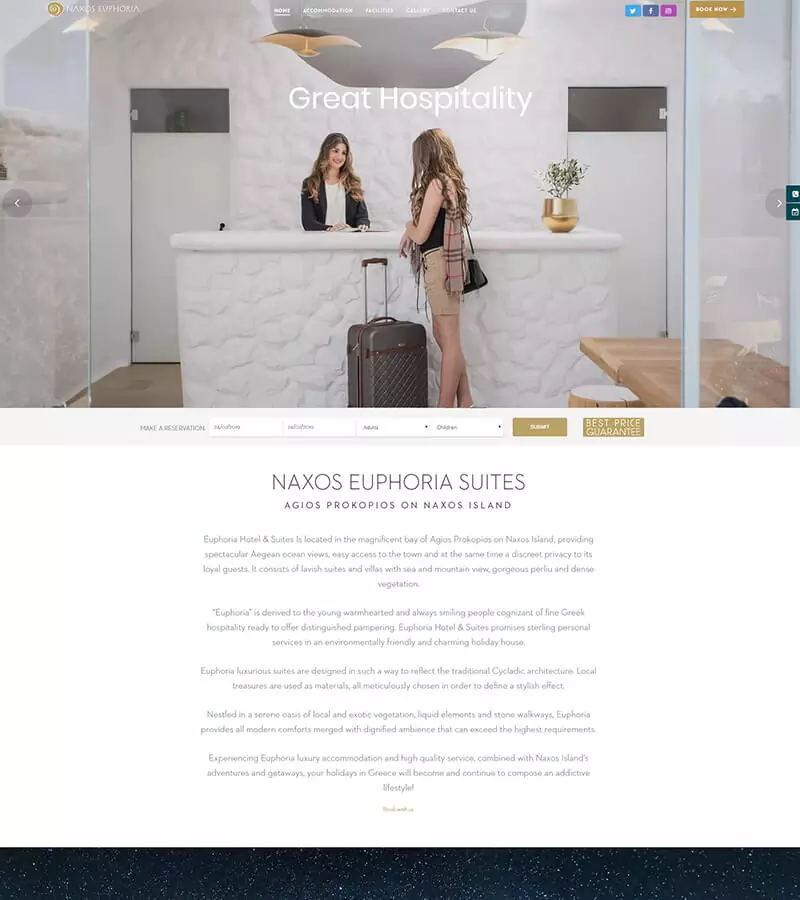 NAXOS EUPHORIA
HOME ACCOMMODATION FACILITIES GALLERY CONTACT US
BOOK NOW
Great Hospitality
MAKE A RESERVATION:
Adults
Children
SUBMIT
BEST PRICE
GUARANTEE
NAXOS EUPHORIA SUITES
AGIOS PROKOPIOS ON NAXOS ISLAND
Euphoria Hotel & Suites Is located in the magnificent bay of Agios Prokopios on Naxos Island, providing
spectacular Aegean ocean views, easy access to the town and at the same time a discreet privacy to its
loyal guests. It consists of lavish suites and villas with sea and mountain view, gorgeous perliu and dense
vegetation.
"Euphoria" is derived to the young warmhearted and always smiling people cognizant of fine Greek
hospitality ready to offer distinguished pampering. Euphoria Hotel & Suites promises sterling personal
services in an environmentally friendly and charming holiday house.
Euphoria luxurious suites are designed in such a way to reflect the traditional Cycladic architecture. Local
treasures are used as materials, all meticulously chosen in order to define a stylish effect.
Nestled in a serene oasis of local and exotic vegetation, liquid elements and stone walkways, Euphoria
provides all modern comforts merged with dignified ambience that can exceed the highest requirements.
Experiencing Euphoria luxury accommodation and high quality service, combined with Naxos Island's
adventures and getaways, your holidays in Greece will become and continue to compose an addictive
lifestyle!
Book with us